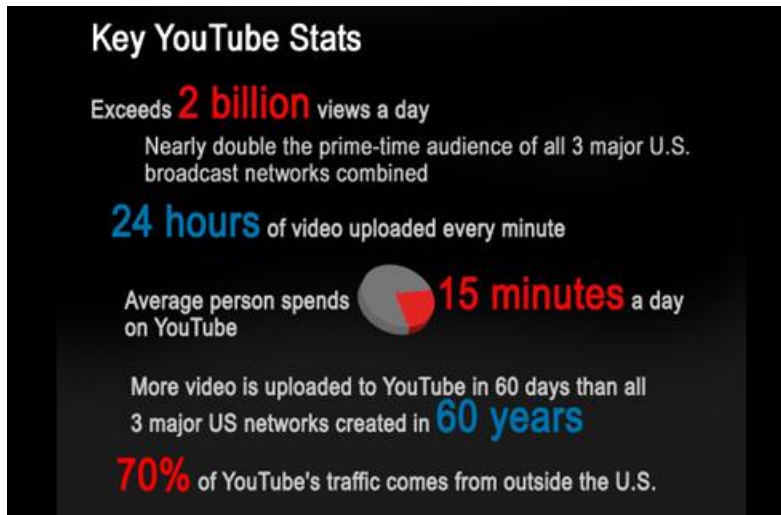 Key YouTube Stats
Exceeds 2 billion views a day
Nearly double the prime-time audience of all 3 major U.S.
broadcast networks combined
24 hours of video uploaded every minute
Average person spends 15 minutes a day
on YouTube
More video is uploaded to YouTube in 60 days than all
3 major US networks created in 60 years
70% of YouTube's traffic comes from outside the U.S.